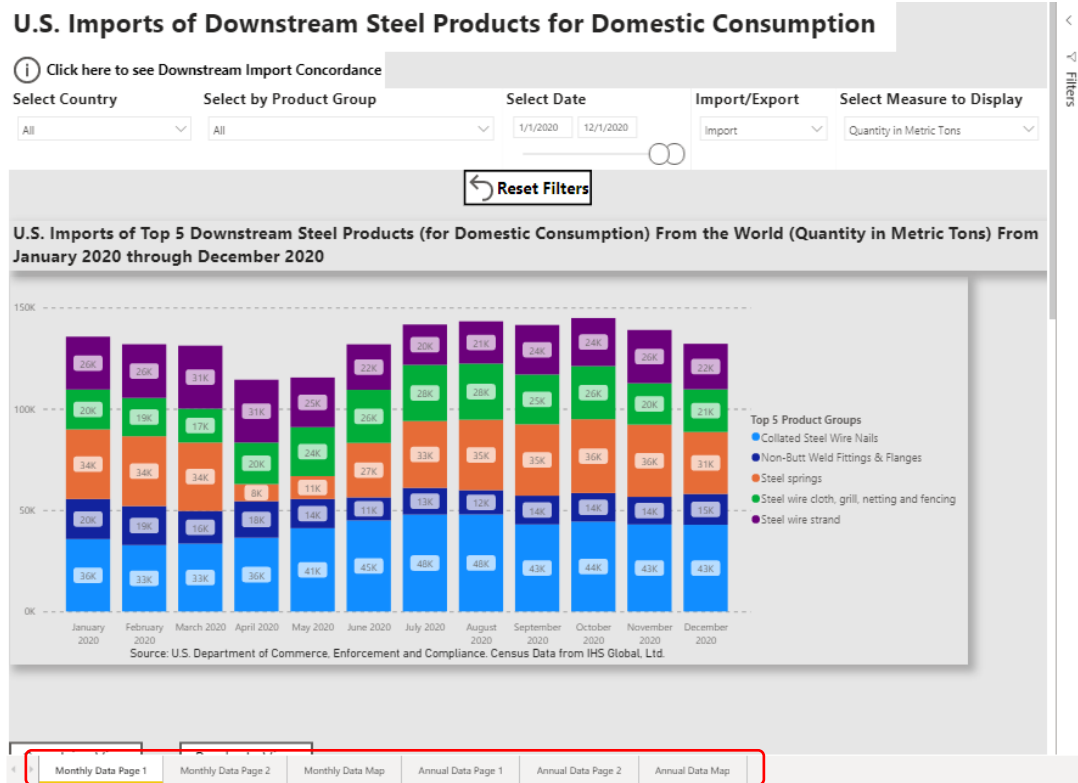 U.S. Imports of Downstream Steel Products for Domestic Consumption
Click here to see Downstream Import Concordance
Select Country Select by Product Group Select Date Import/Export Select Measure to Display
All All 1/1/2020 12/1/2020 Import Quantity in Metric Tons
Filters
Reset Filters
U.S. Imports of Top 5 Downstream Steel Products (for Domestic Consumption) From the World (Quantity in Metric Tons) From
January 2020 through December 2020
150K
100K
50K
0K
26K 26K 31K 31K 25K 22K 20K 21K 24K 24K 26K 22K
20K 19K 17K 20K 24K 26K 28K 28K 25K 26K 20K 21K
34K 34K 34K 8K 11K 27K 33K 35K 35K 36K 36K 31K
20K 19K 16K 18K 14K 11K 13K 12K 14K 14K 14K 15K
36K 33K 33K 36K 41K 45K 48K 48K 43K 44K 43K 43K
January 2020 February 2020 March 2020 April 2020 May 2020 June 2020 July 2020 August 2020 September 2020 October 2020 November 2020 December 2020
Top 5 Product Groups
Collated Steel Wire Nails
Non-Butt Weld Fittings & Flanges
Steel springs
Steel wire cloth, grill, netting and fencing
Steel wire strand
Source: U.S. Department of Commerce, Enforcement and Compliance. Census Data from IHS Global, Ltd.
Monthly Data Page 1 Monthly Data Page 2 Monthly Data Map Annual Data Page 1 Annual Data Page 2 Annual Data Map